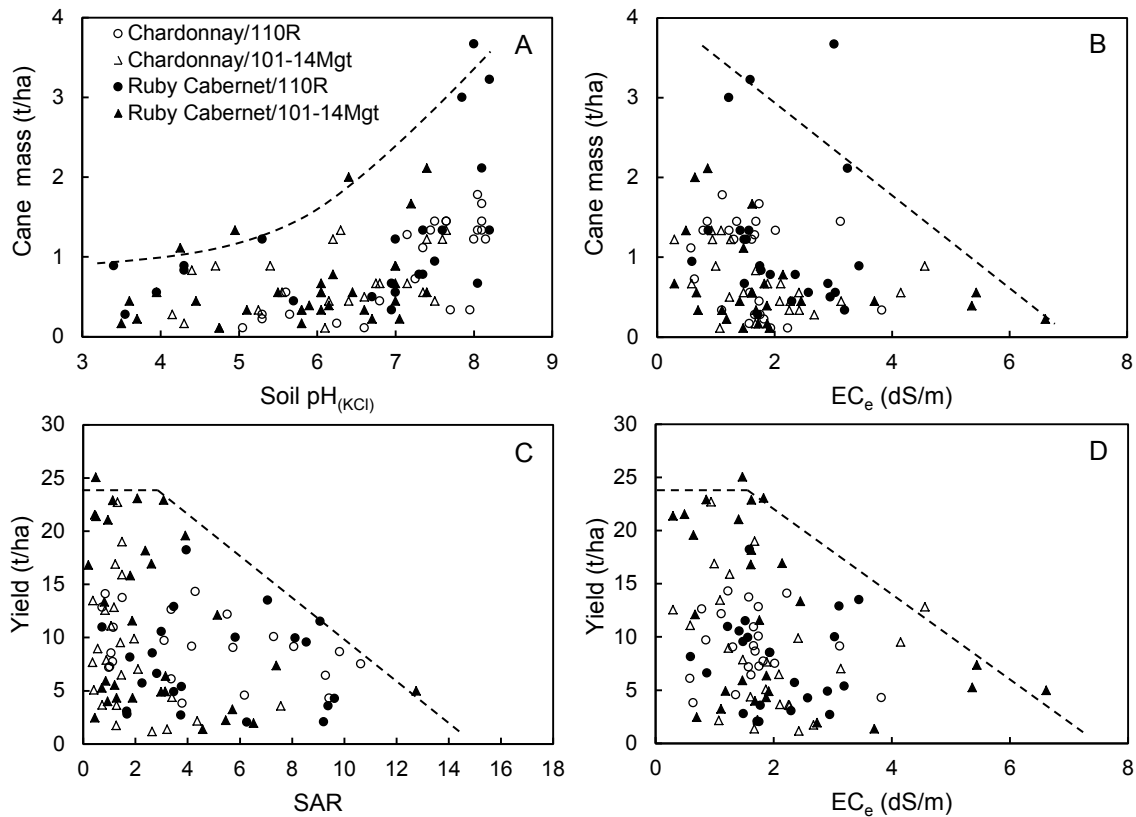 4
3
2
1
0
3 4 5 6 7 8 9
Cane mass (t/ha)
Soil pH(KCl)
A
Chardonnay/110R
Chardonnay/101-14Mgt
Ruby Cabernet/110R
Ruby Cabernet/101-14Mgt
4
3
2
1
0
0 2 4 6 8
Cane mass (t/ha)
ECe (dS/m)
B
30
25
20
15
10
5
0
0 2 4 6 8 10 12 14 16 18
Yield (t/ha)
SAR
C
30
25
20
15
10
5
0
0 2 4 6 8
Yield (t/ha)
ECe (dS/m)
D